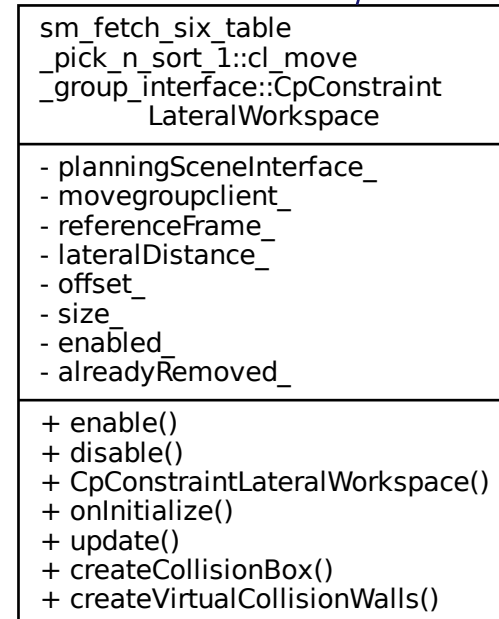 sm_fetch_six_table
_pick_n_sort_1::cl_move
_group_interface::CpConstraint
LateralWorkspace
- planningSceneInterface_
- movegroupclient_
- referenceFrame_
- lateralDistance_
- offset_
- size_
- enabled_
- alreadyRemoved_
+ enable()
+ disable()
+ CpConstraintLateralWorkspace()
+ onInitialize()
+ update()
+ createCollisionBox()
+ createVirtualCollisionWalls()